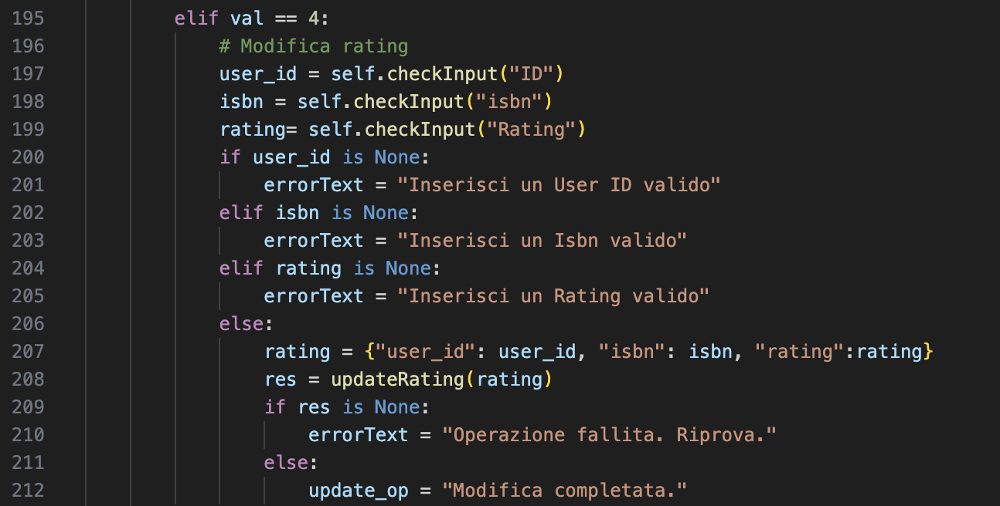 195 elif val == 4:
196 # Modifica rating
197 user_id = self.checkInput("ID")
198 isbn = self.checkInput("isbn")
199 rating= self.checkInput("Rating")
200 if user_id is None:
201 errorText = "Inserisci un User ID valido"
202 elif isbn is None:
203 errorText = "Inserisci un Isbn valido"
204 elif rating is None:
205 errorText = "Inserisci un Rating valido"
206 else:
207 rating = {"user_id": user_id, "isbn": isbn, "rating":rating}
208 res = updateRating(rating)
209 if res is None:
210 errorText = "Operazione fallita. Riprova."
211 else:
212 update_op = "Modifica completata."